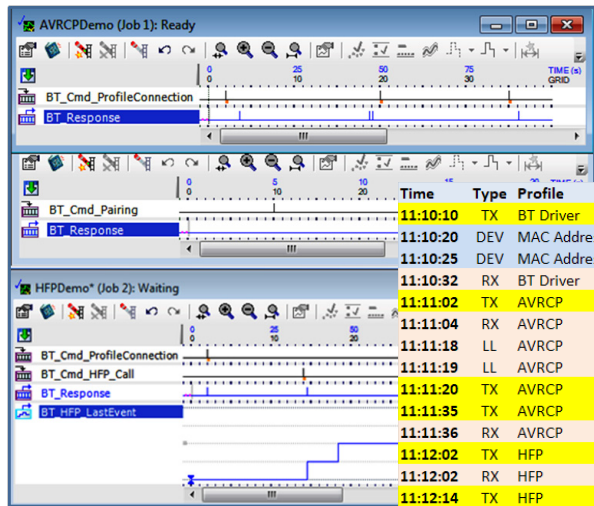 AVRCPDemo (Job 1): Ready
0 25 50 75 TIME (s)
0 10 20 30 GRID
BT_Cmd_ProfileConnection
BT_Response
0 5 10
0 10 20
BT_Cmd_Pairing
BT_Response
HFPDemo* (Job 2): Waiting
0 25 50
0 10 20
BT_Cmd_ProfileConnection
BT_Cmd_HFP_Call
BT_Response
BT_HFP_LastEvent
Time Type Profile
11:10:10 TX BT Driver
11:10:20 DEV MAC Addre
11:10:25 DEV MAC Addre
11:10:32 RX BT Driver
11:11:02 TX AVRCP
11:11:04 RX AVRCP
11:11:18 LL AVRCP
11:11:19 LL AVRCP
11:11:20 TX AVRCP
11:11:35 TX AVRCP
11:11:36 RX AVRCP
11:12:02 TX HFP
11:12:02 RX HFP
11:12:14 TX HFP